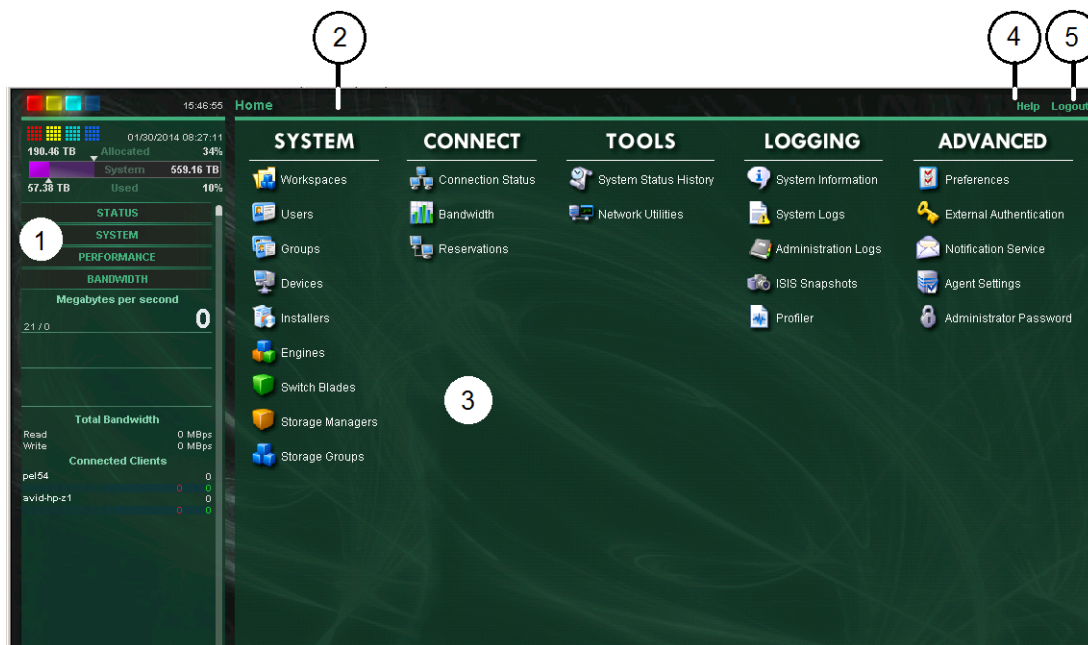 2
4
5
15:46:55
Home
Help
Logout
01/30/2014 08:27:11
190.46 TB Allocated 34%
System 559.16 TB
57.38 TB Used 10%
STATUS
SYSTEM
PERFORMANCE
BANDWIDTH
1
Megabytes per second
21 / 0
0
Total Bandwidth
Read 0 MBps
Write 0 MBps
Connected Clients
pel54 0
0 0
avid-hp-z1 0
0 0
SYSTEM
Workspaces
Users
Groups
Devices
Installers
Engines
Switch Blades
Storage Managers
Storage Groups
CONNECT
Connection Status
Bandwidth
Reservations
3
TOOLS
System Status History
Network Utilities
LOGGING
System Information
System Logs
Administration Logs
ISIS Snapshots
Profiler
ADVANCED
Preferences
External Authentication
Notification Service
Agent Settings
Administrator Password